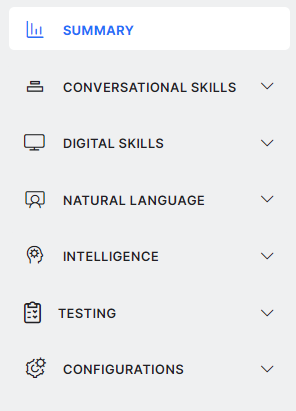 SUMMARY
CONVERSATIONAL SKILLS
DIGITAL SKILLS
NATURAL LANGUAGE
INTELLIGENCE
TESTING
CONFIGURATIONS